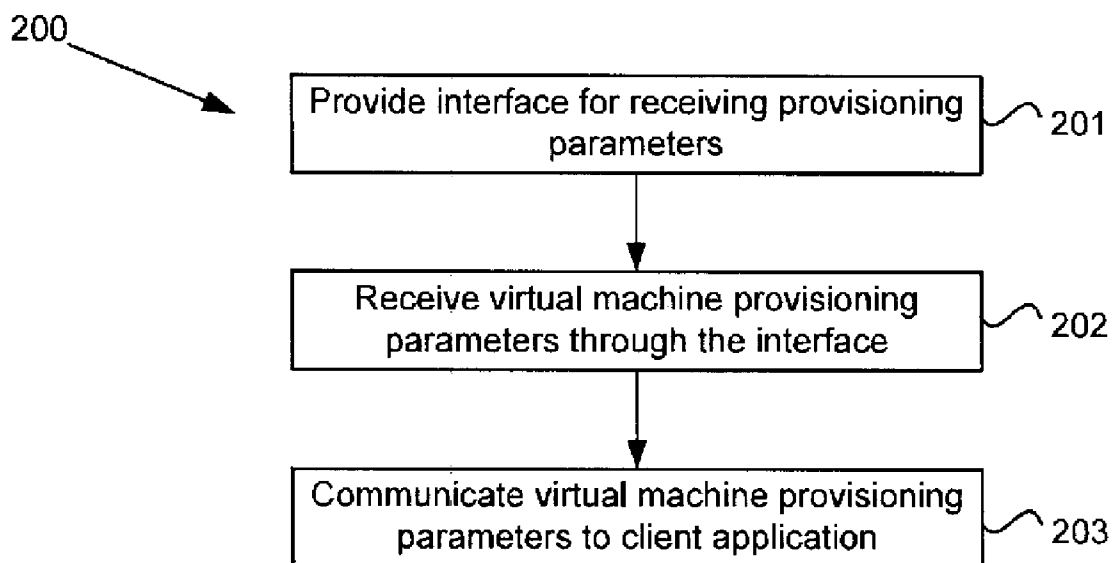 200
Provide interface for receiving provisioning
parameters
201
Receive virtual machine provisioning
parameters through the interface
202
Communicate virtual machine provisioning
parameters to client application
203